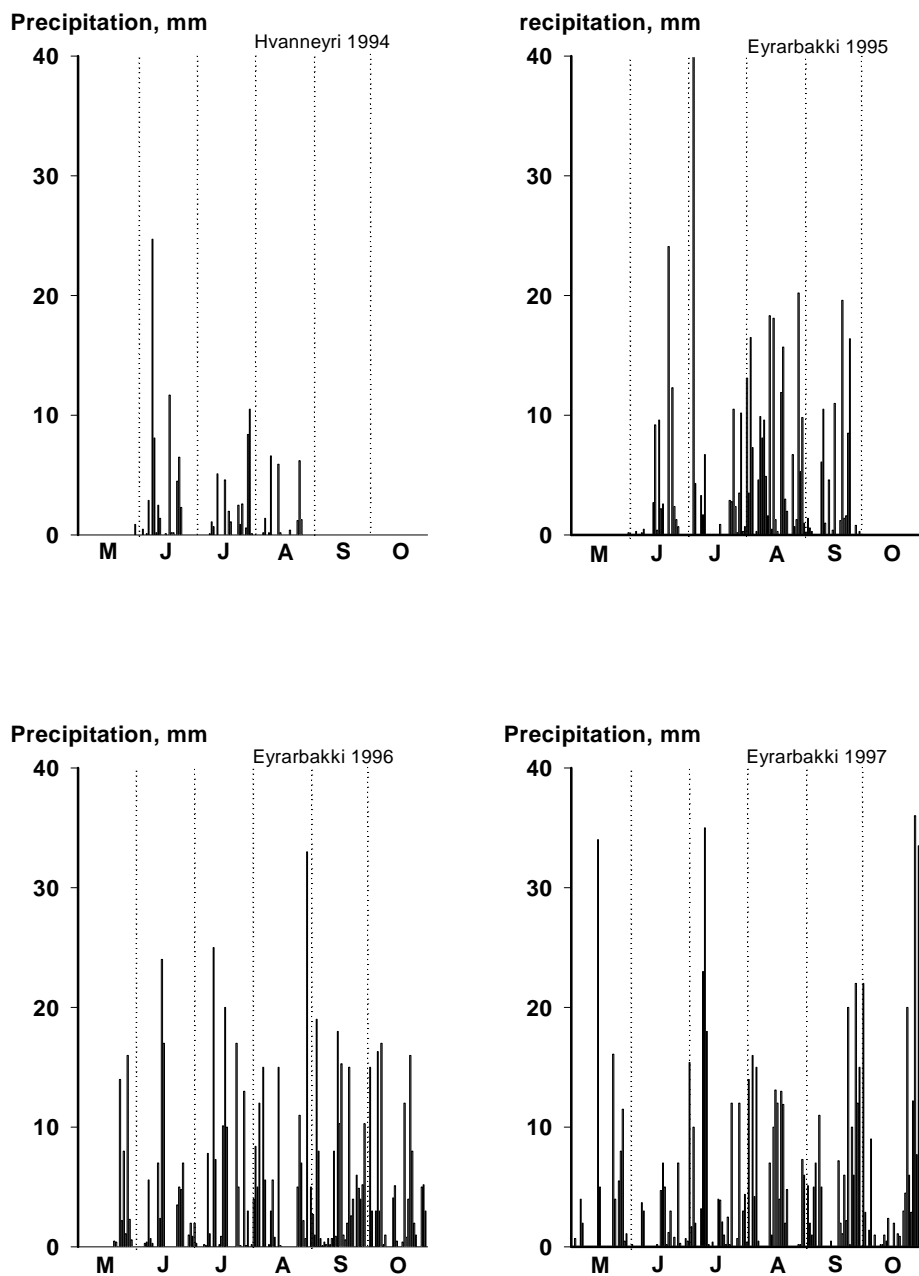 Precipitation, mm
Hvanneyri 1994
40
30
20
10
0
M J J A S O
recipitation, mm
Eyrarbakki 1995
40
30
20
10
0
M J J A S O
Precipitation, mm
Eyrarbakki 1996
40
30
20
10
0
M J J A S O
Precipitation, mm
Eyrarbakki 1997
40
30
20
10
0
M J J A S O